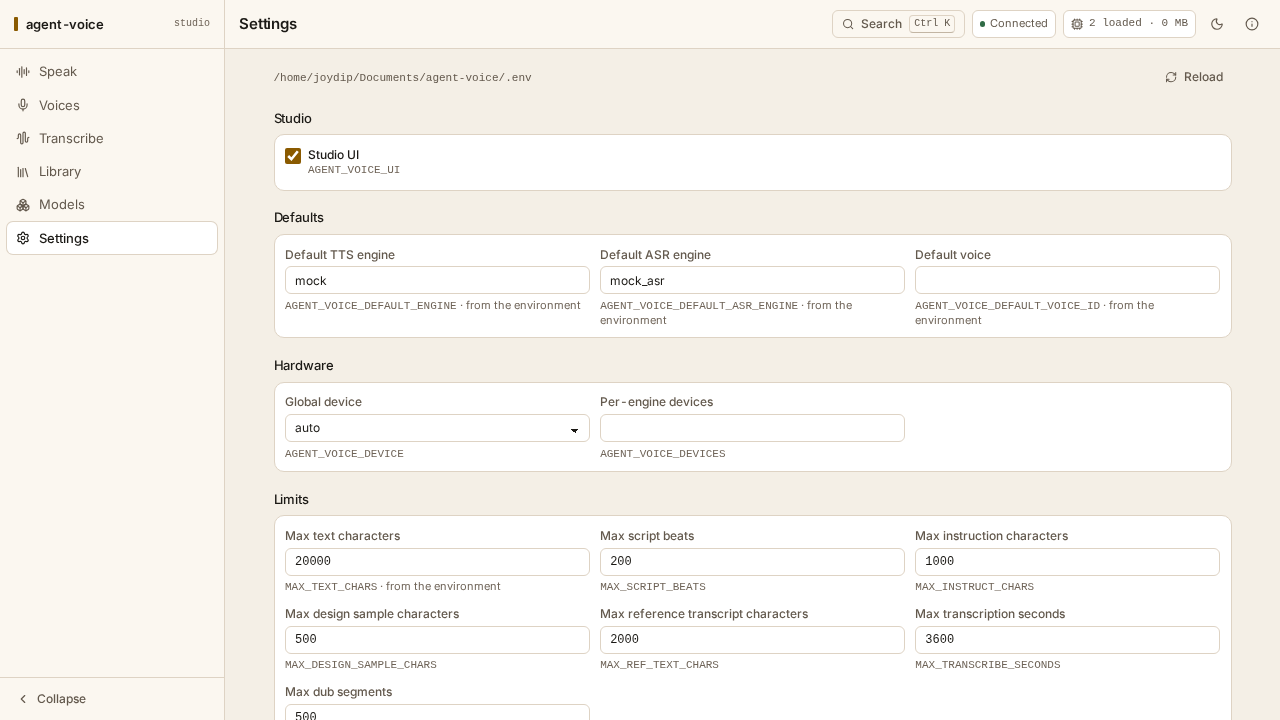 agent-voice
studio
Settings
Search Ctrl K
Connected
2 loaded · 0 MB
Speak
Voices
Transcribe
Library
Models
Settings
Collapse
/home/joydip/Documents/agent-voice/.env
Reload
Studio
Studio UI
AGENT_VOICE_UI
Defaults
Default TTS engine
mock
AGENT_VOICE_DEFAULT_ENGINE · from the environment
Default ASR engine
mock_asr
AGENT_VOICE_DEFAULT_ASR_ENGINE · from the
environment
Default voice
AGENT_VOICE_DEFAULT_VOICE_ID · from the
environment
Hardware
Global device
auto
AGENT_VOICE_DEVICE
Per-engine devices
AGENT_VOICE_DEVICES
Limits
Max text characters
20000
MAX_TEXT_CHARS · from the environment
Max script beats
200
MAX_SCRIPT_BEATS
Max instruction characters
1000
MAX_INSTRUCT_CHARS
Max design sample characters
500
MAX_DESIGN_SAMPLE_CHARS
Max reference transcript characters
2000
MAX_REF_TEXT_CHARS
Max transcription seconds
3600
MAX_TRANSCRIBE_SECONDS
Max dub segments
500